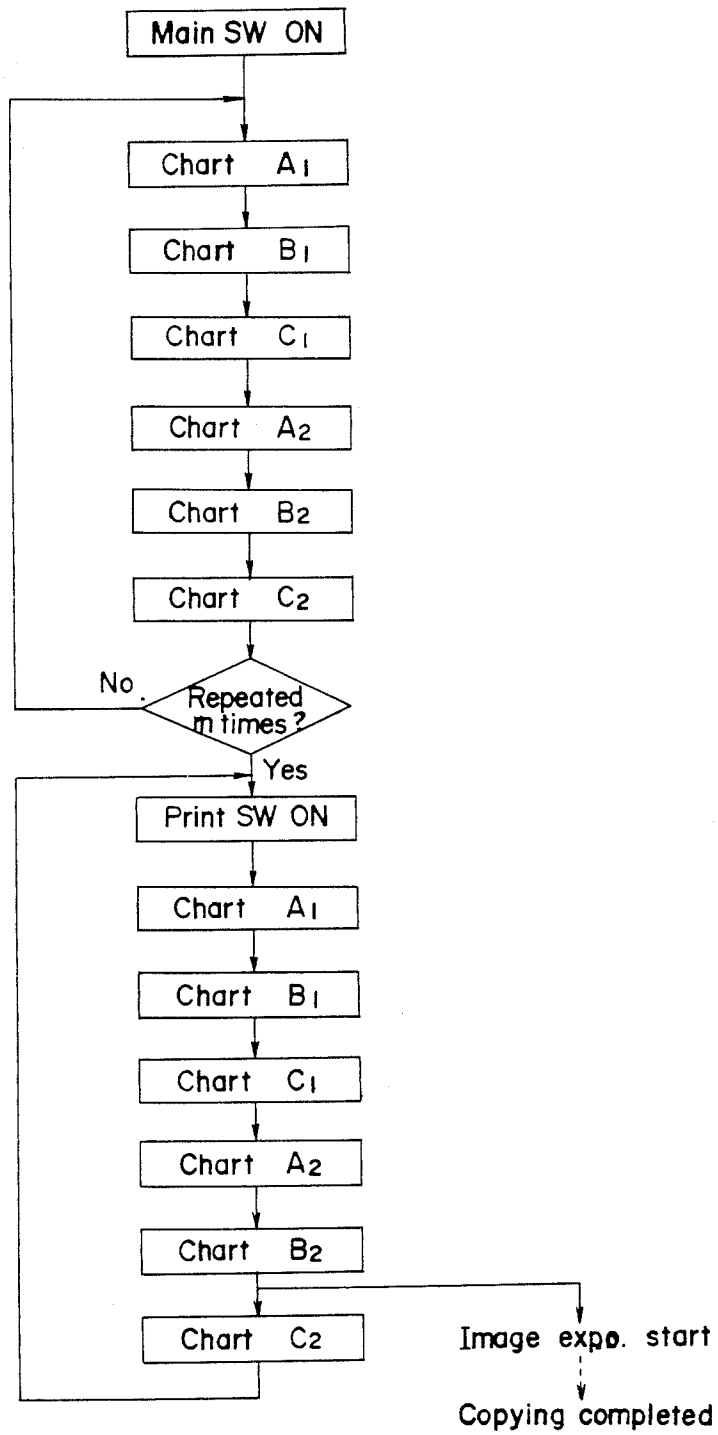 Main SW ON
Chart A1
Chart B1
Chart C1
Chart A2
Chart B2
Chart C2
No.
Repeated
m times?
Yes
Print SW ON
Chart A1
Chart B1
Chart C1
Chart A2
Chart B2
Chart C2
Image expo. start
Copying completed